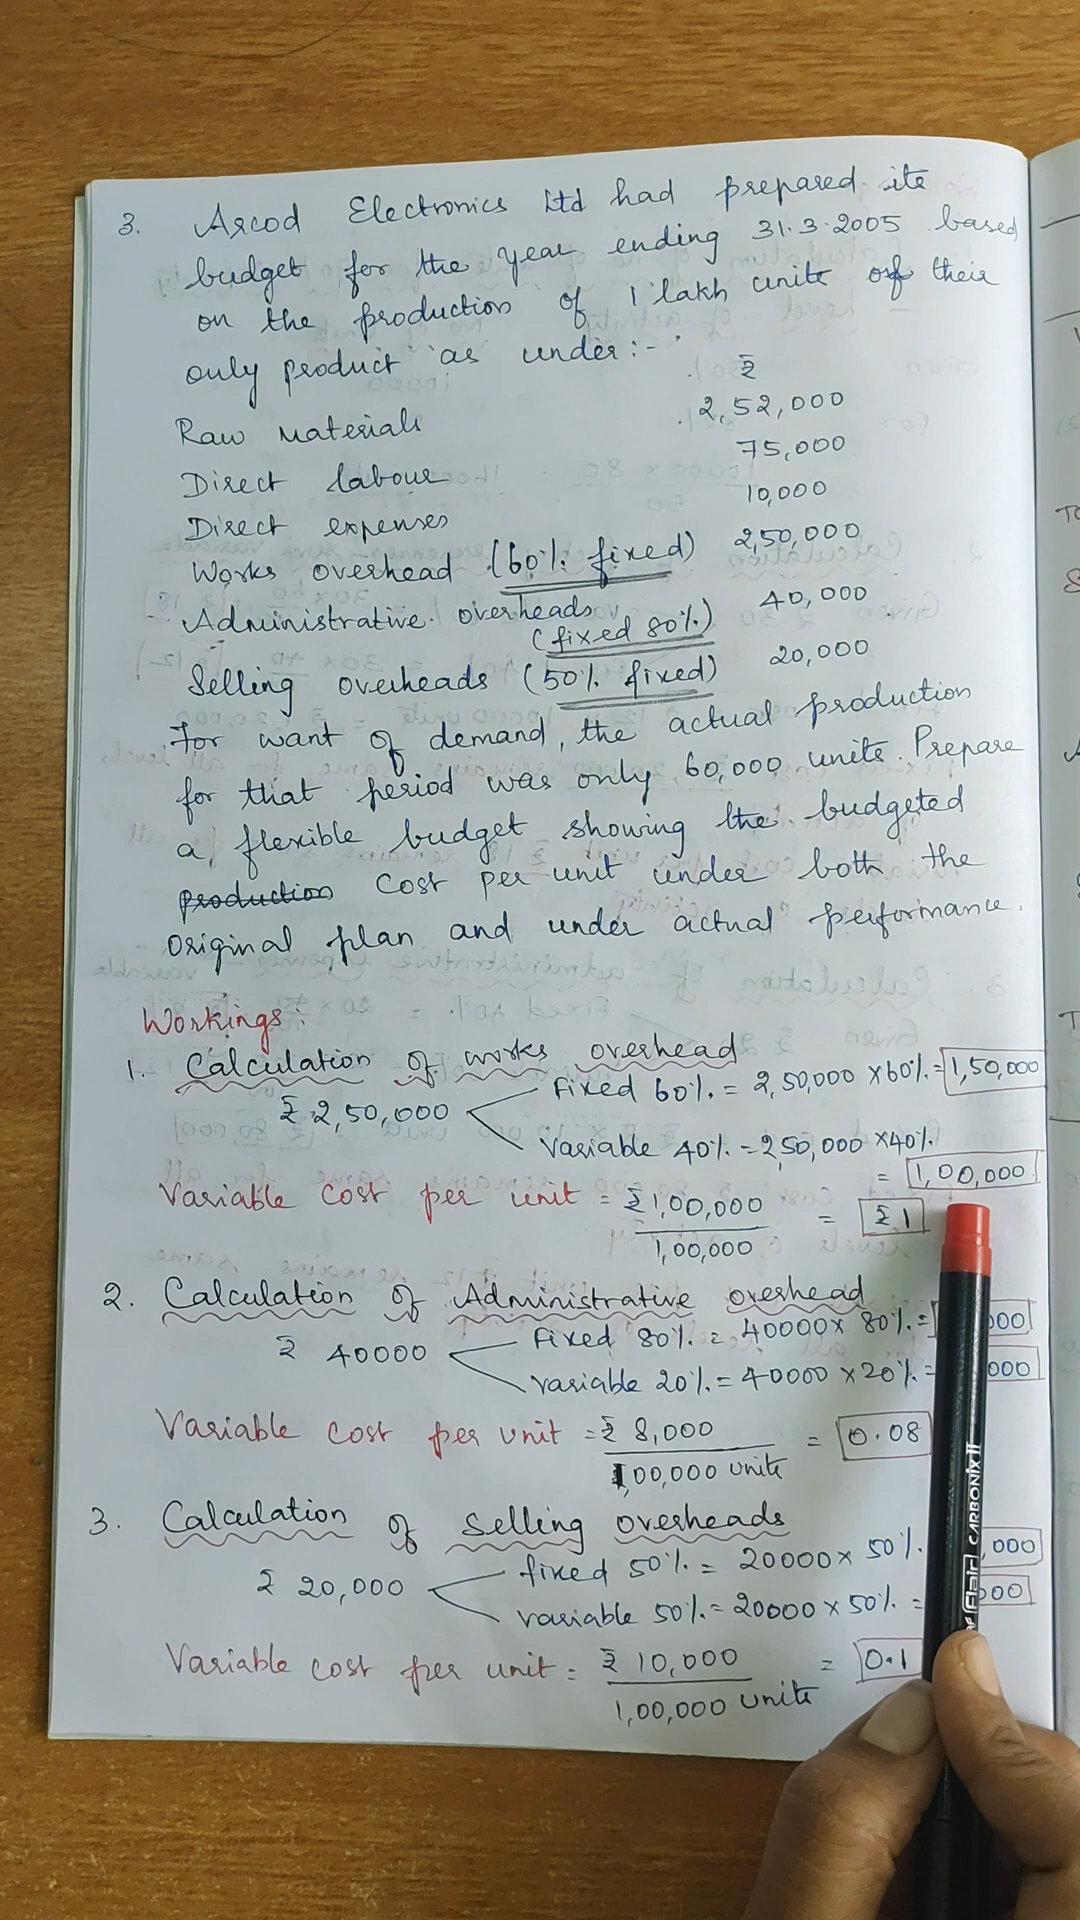 3. Arcod Electronics Ltd had prepared its
budget for the year ending 31.3.2005 based
on the production of 1 lakh units of their
only product as under:-
₹
Raw Materials 2,52,000
Direct labour 75,000
Direct expenses 10,000
Works overhead (60% fixed) 2,50,000
Administrative overheads (fixed 80%) 40,000
Selling overheads (50% fixed) 20,000
For want of demand, the actual production
for that period was only 60,000 units. Prepare
a flexible budget showing the budgeted
production cost per unit under both the
original plan and under actual performance.
Workings:
1. Calculation of works overhead
₹ 2,50,000 Fixed 60% = 2,50,000 x 60% = 1,50,000
Variable 40% = 2,50,000 x 40%
= 1,00,000
Variable cost per unit = ₹ 1,00,000 / 1,00,000 = ₹ 1
2. Calculation of Administrative overhead
₹ 40000 Fixed 80% = 40000 x 80% = 000
variable 20% = 40000 x 20% = 000
Variable cost per unit = ₹ 8,000 / 1,00,000 units = 0.08
3. Calculation of Selling overheads
₹ 20,000 fixed 50% = 20000 x 50% ,000
variable 50% = 20000 x 50% = 000
Variable cost per unit = ₹ 10,000 / 1,00,000 units = 0.1
Flair CARBONIX II